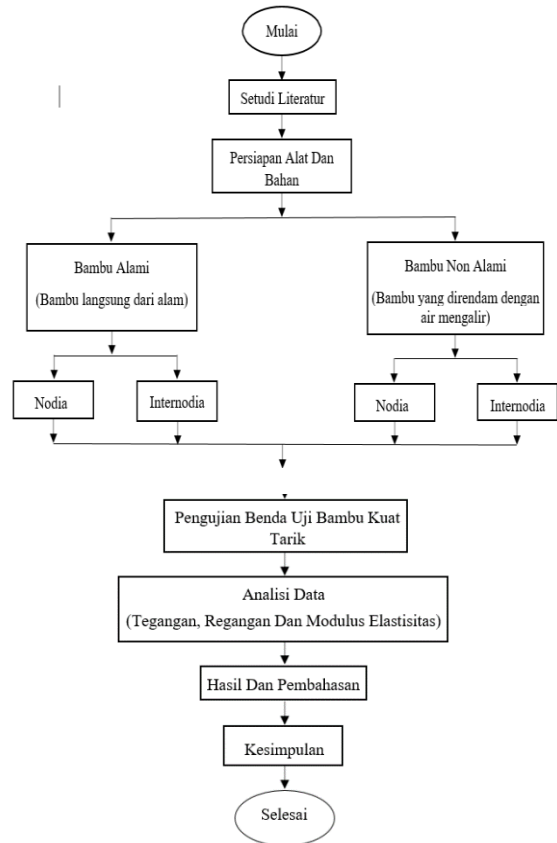 Mulai
Setudi Literatur
Persiapan Alat Dan
Bahan
Bambu Alami
(Bambu langsung dari alam)
Bambu Non Alami
(Bambu yang direndam dengan
air mengalir)
Nodia
Internodia
Nodia
Internodia
Pengujian Benda Uji Bambu Kuat
Tarik
Analisi Data
(Tegangan, Regangan Dan Modulus Elastisitas)
Hasil Dan Pembahasan
Kesimpulan
Selesai